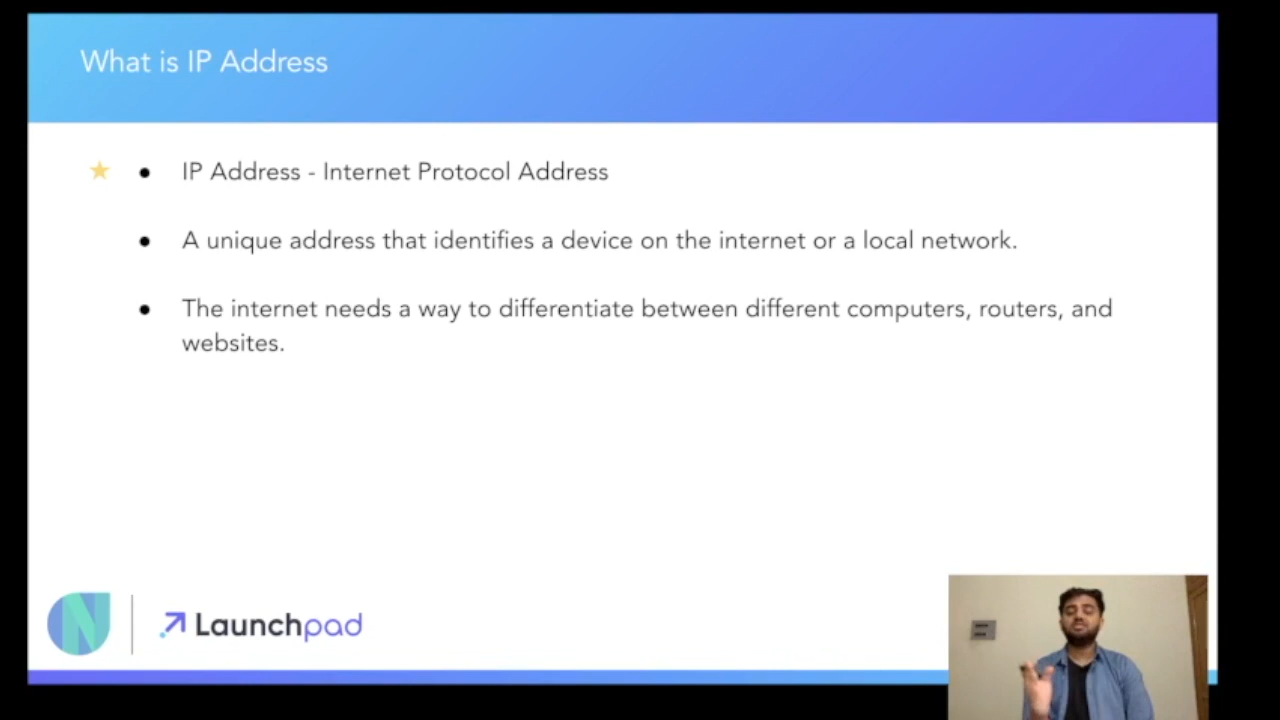 What is IP Address
★ ● IP Address - Internet Protocol Address
● A unique address that identifies a device on the internet or a local network.
● The internet needs a way to differentiate between different computers, routers, and
websites.
N
Launchpad